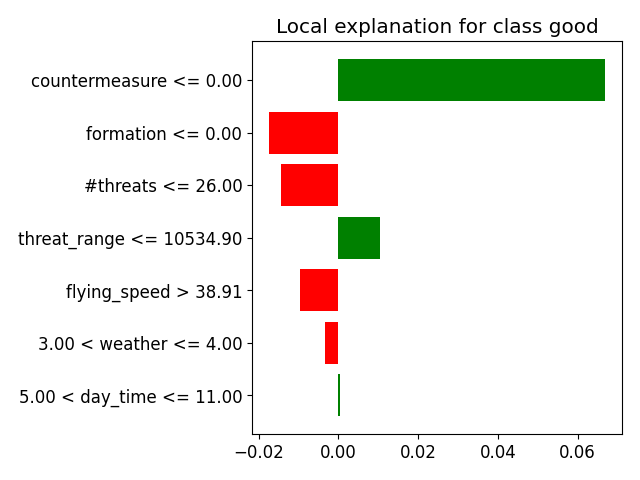 Local explanation for class good
countermeasure <= 0.00
formation <= 0.00
#threats <= 26.00
threat_range <= 10534.90
flying_speed > 38.91
3.00 < weather <= 4.00
5.00 < day_time <= 11.00
−0.02 0.00 0.02 0.04 0.06